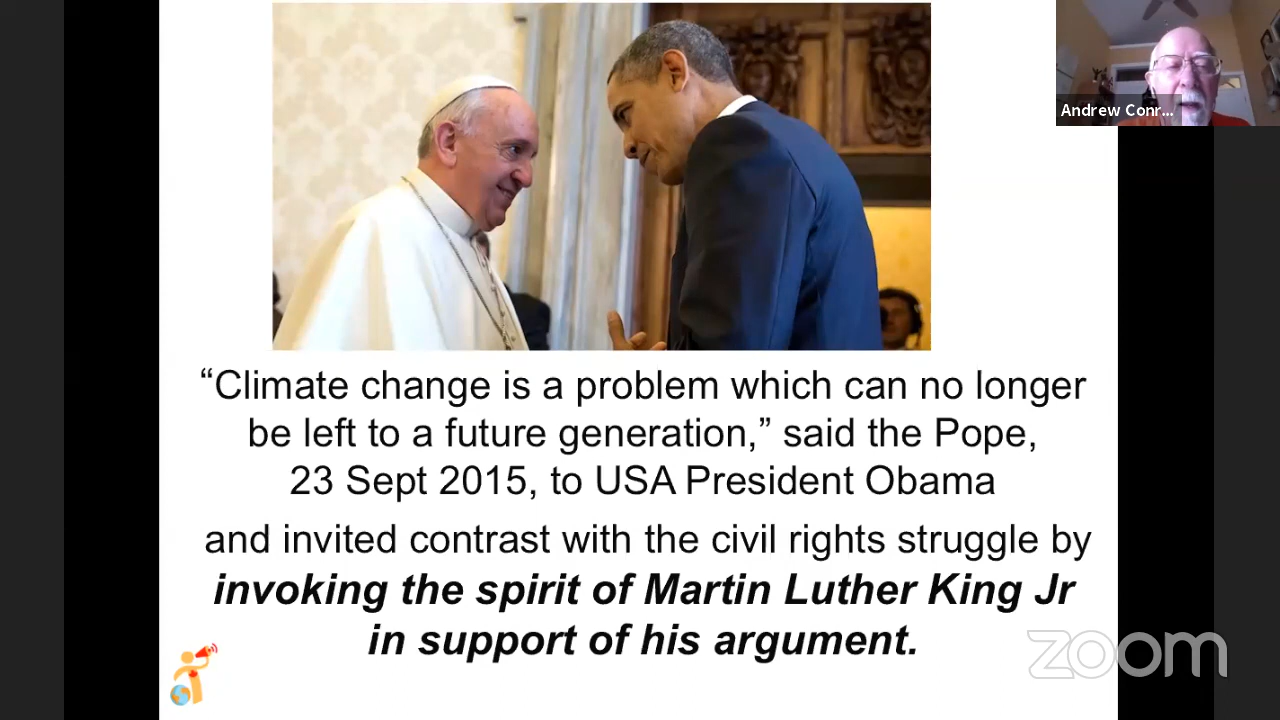 Andrew Conr...
“Climate change is a problem which can no longer
be left to a future generation,” said the Pope,
23 Sept 2015, to USA President Obama
and invited contrast with the civil rights struggle by
invoking the spirit of Martin Luther King Jr
in support of his argument.
zoom